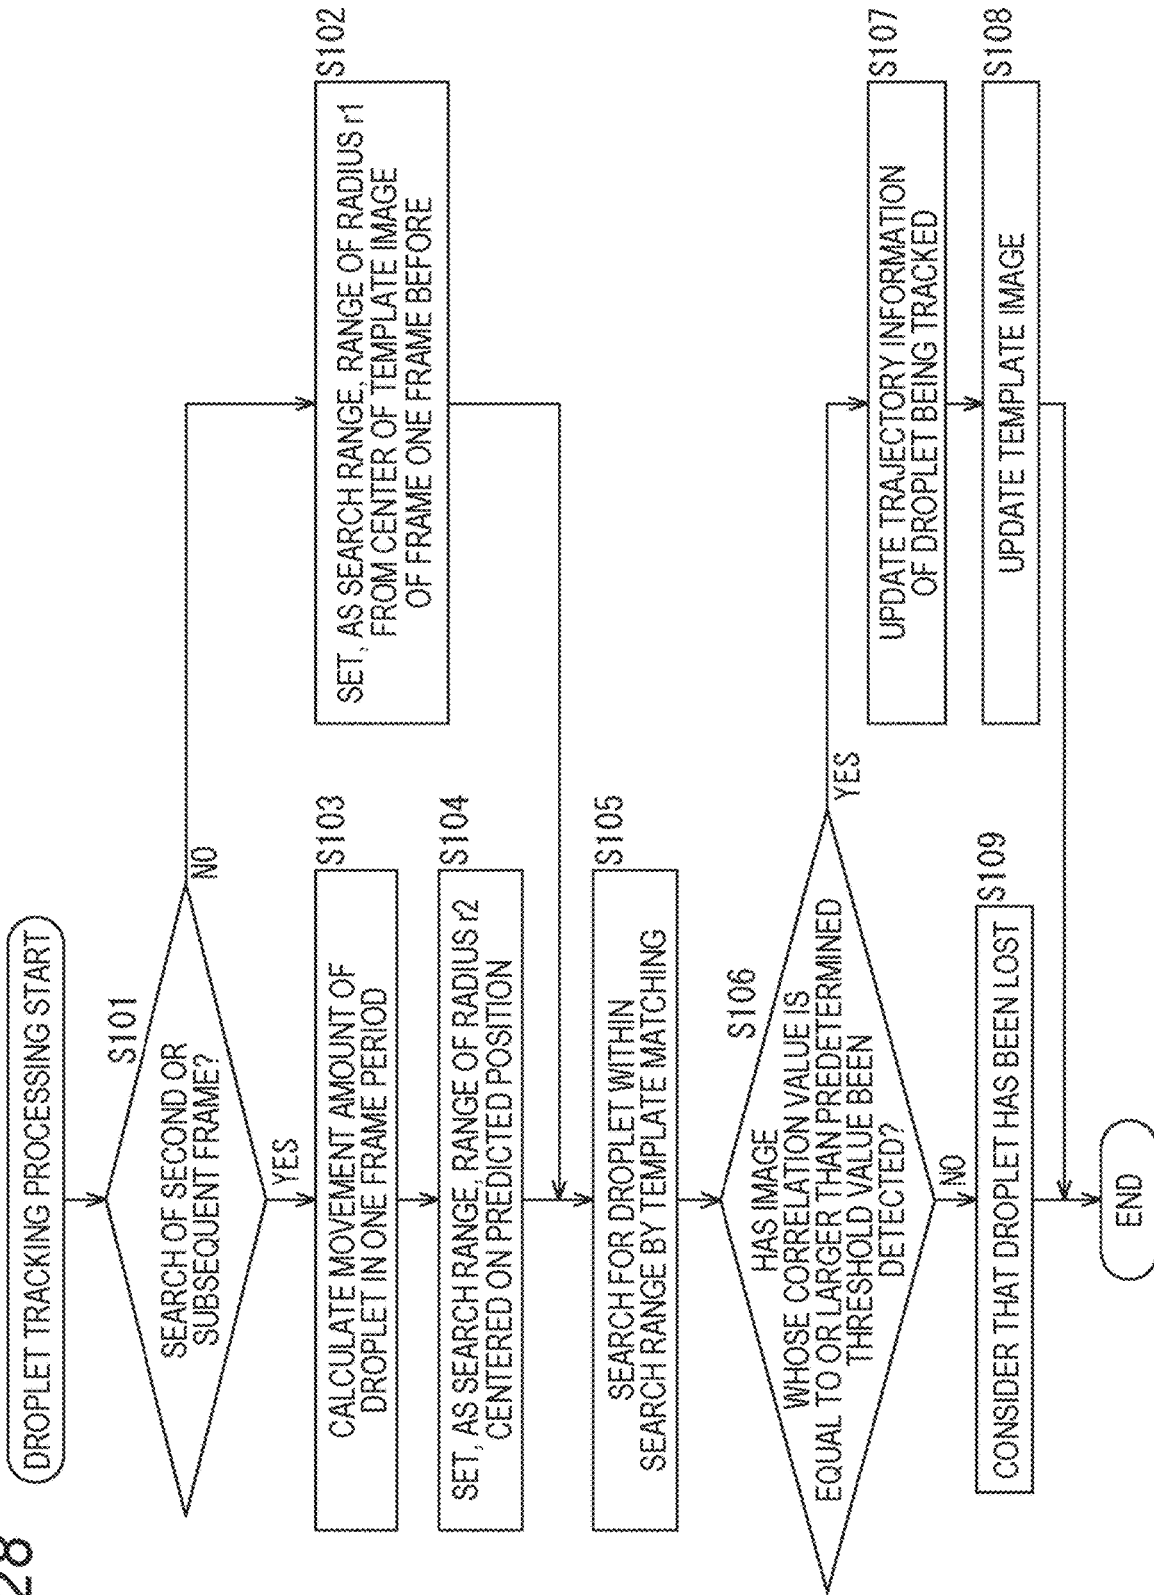 28
DROPLET TRACKING PROCESSING START
S101
SEARCH OF SECOND OR
SUBSEQUENT FRAME?
NO
YES
S102
SET, AS SEARCH RANGE, RANGE OF RADIUS r1
FROM CENTER OF TEMPLATE IMAGE
OF FRAME ONE FRAME BEFORE
S103
CALCULATE MOVEMENT AMOUNT OF
DROPLET IN ONE FRAME PERIOD
S104
SET, AS SEARCH RANGE, RANGE OF RADIUS r2
CENTERED ON PREDICTED POSITION
S105
SEARCH FOR DROPLET WITHIN
SEARCH RANGE BY TEMPLATE MATCHING
S106
HAS IMAGE
WHOSE CORRELATION VALUE IS
EQUAL TO OR LARGER THAN PREDETERMINED
THRESHOLD VALUE BEEN
DETECTED?
YES
NO
S107
UPDATE TRAJECTORY INFORMATION
OF DROPLET BEING TRACKED
S108
UPDATE TEMPLATE IMAGE
S109
CONSIDER THAT DROPLET HAS BEEN LOST
END